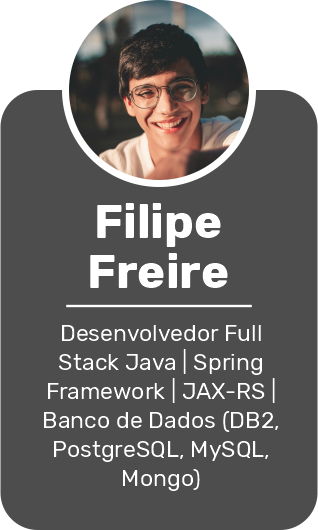 Filipe
Freire
Desenvolvedor Full
Stack Java | Spring
Framework | JAX-RS |
Banco de Dados (DB2,
PostgreSQL, MySQL,
Mongo)